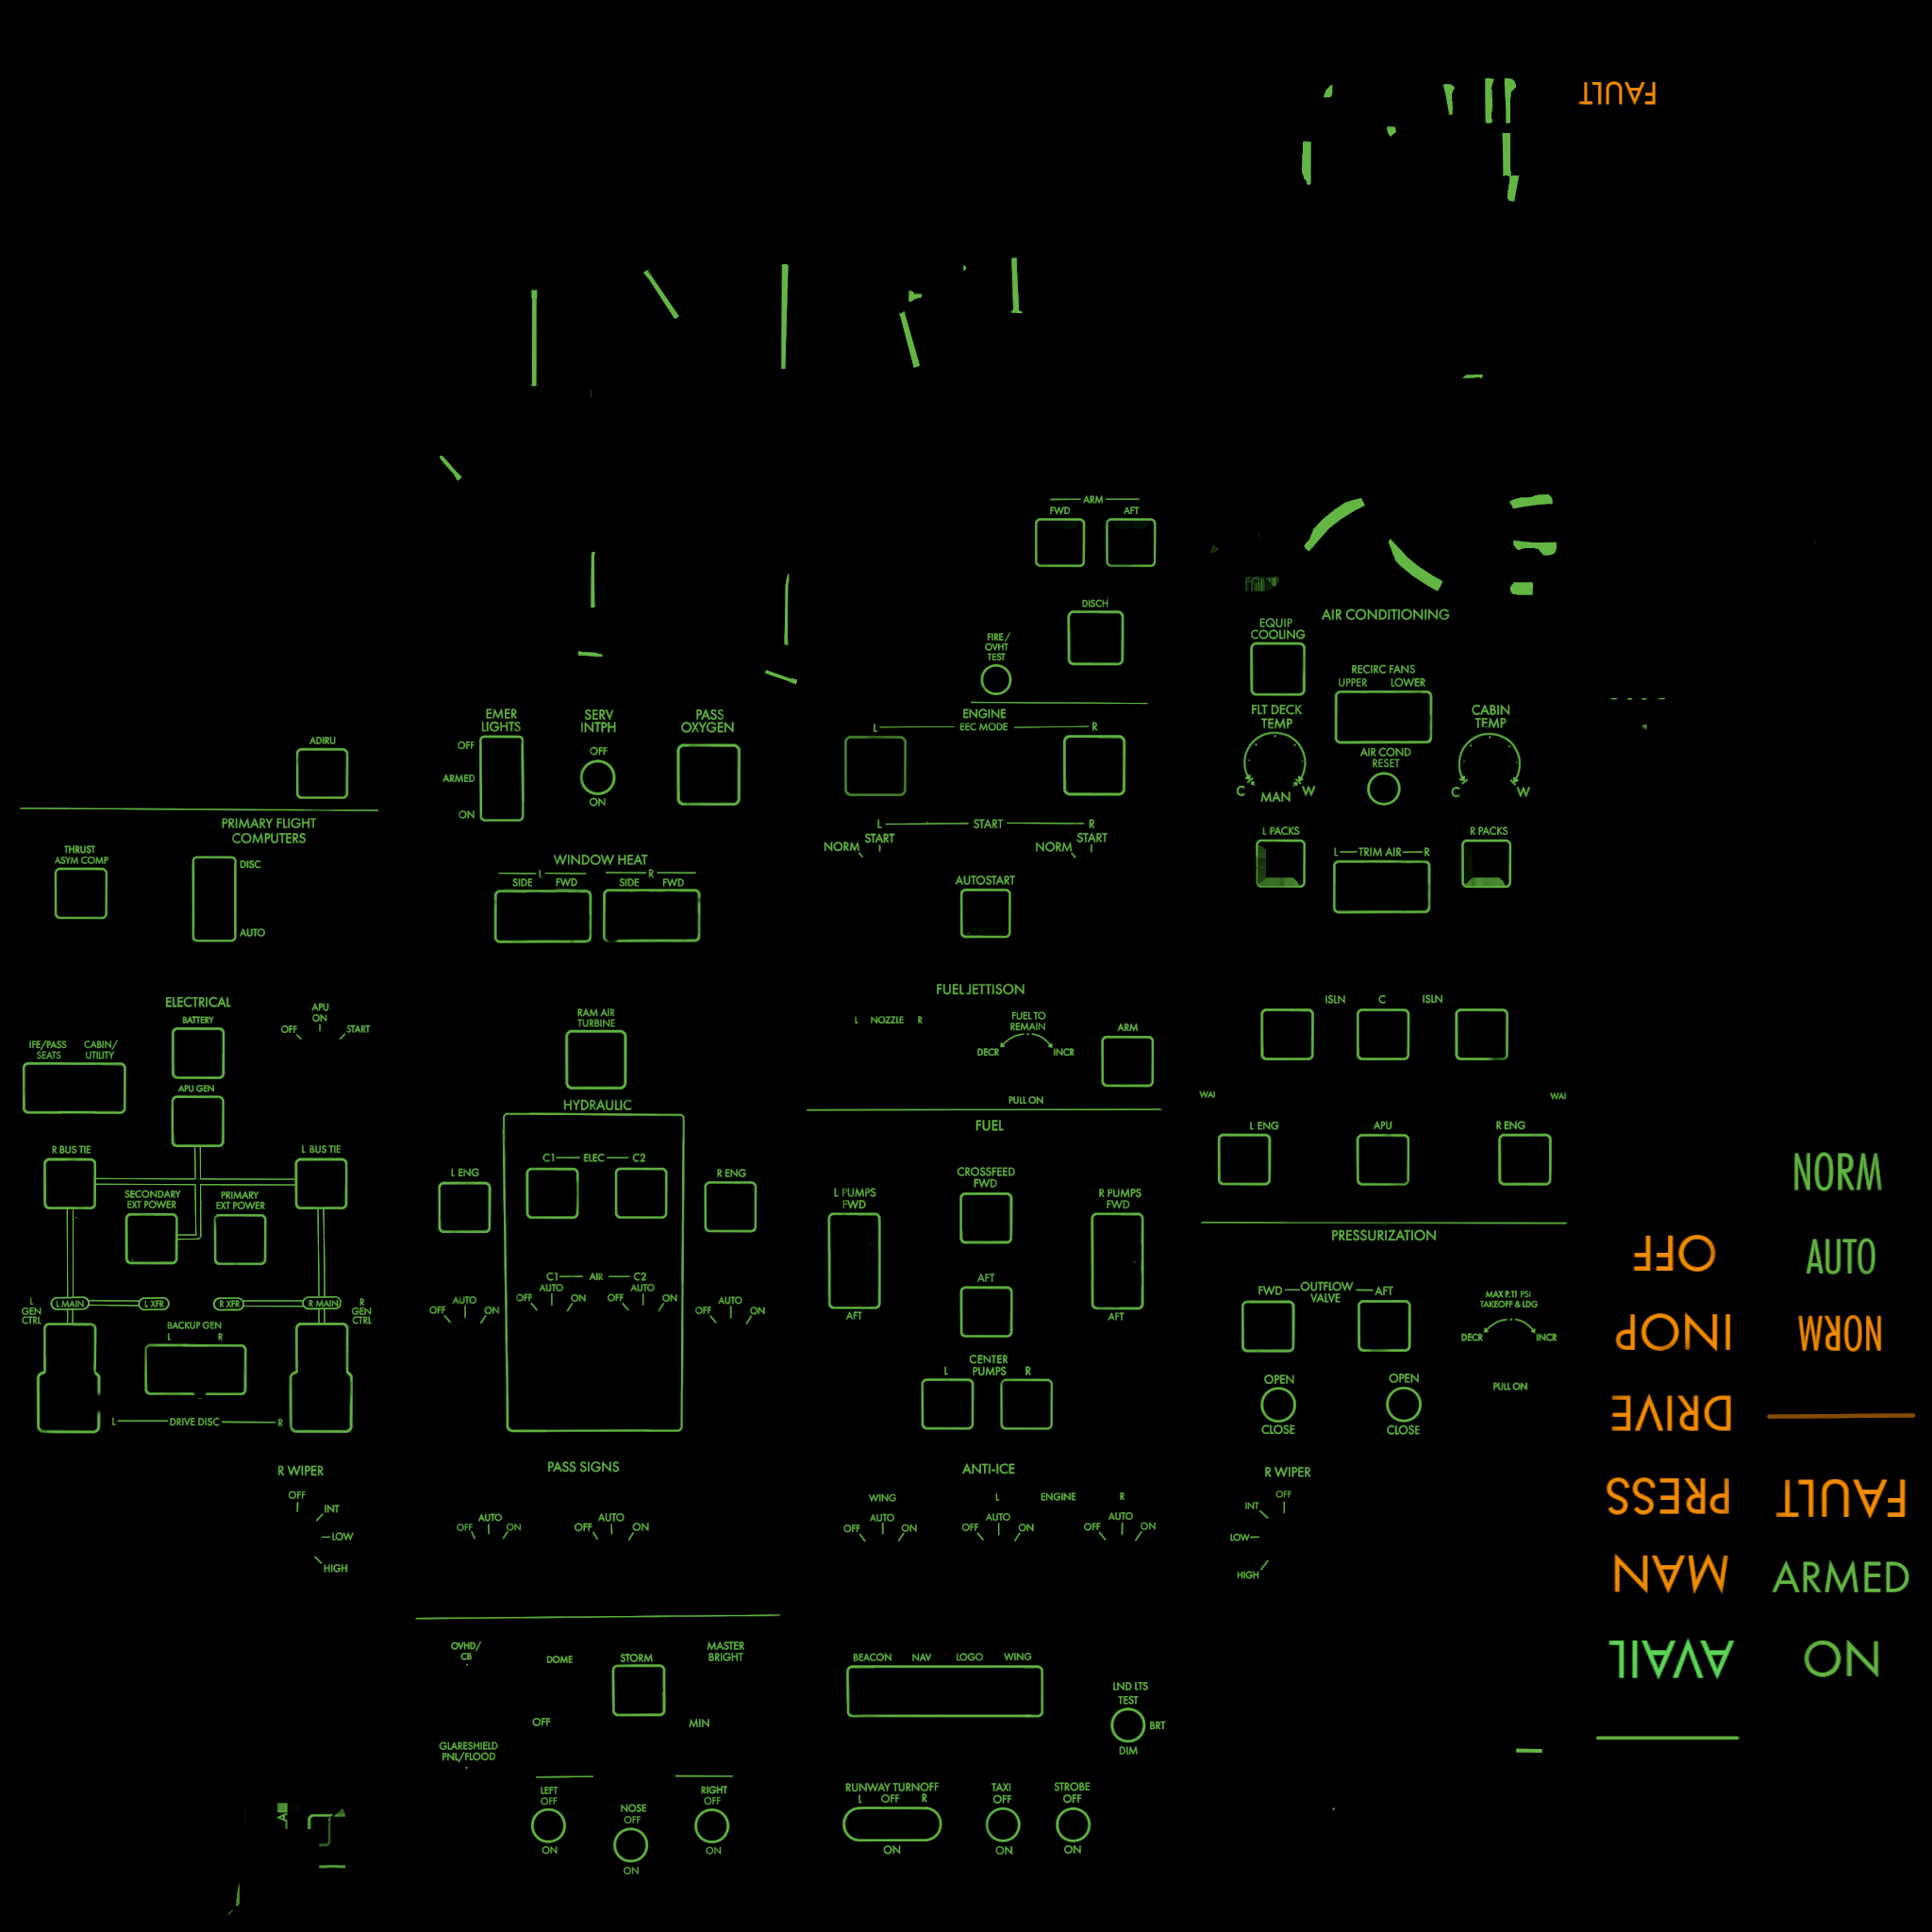 FAULT
ARM
FWD AFT
DISCH
FIRE/
OVHT
TEST
AIR CONDITIONING
EQUIP
COOLING
RECIRC FANS
UPPER LOWER
FLT DECK
TEMP
CABIN
TEMP
AIR COND
RESET
C MAN W
C W
L PACKS R PACKS
L TRIM AIR R
ADIRU
PRIMARY FLIGHT
COMPUTERS
THRUST
ASYM COMP
DISC
AUTO
EMER
LIGHTS
OFF
ARMED
ON
SERV
INTPH
OFF
ON
PASS
OXYGEN
WINDOW HEAT
L R
SIDE FWD SIDE FWD
ENGINE
L EEC MODE R
L START R
START START
NORM NORM
AUTOSTART
ELECTRICAL
BATTERY
APU
ON
OFF START
IFE/PASS
SEATS
CABIN/
UTILITY
APU GEN
R BUS TIE L BUS TIE
SECONDARY
EXT POWER
PRIMARY
EXT POWER
L MAIN L XFR R XFR R MAIN
L
GEN
CTRL
R
GEN
CTRL
BACKUP GEN
L R
L DRIVE DISC R
R WIPER
OFF
INT
LOW
HIGH
RAM AIR
TURBINE
HYDRAULIC
C1 ELEC C2
L ENG R ENG
C1 AIR C2
AUTO AUTO
OFF ON OFF ON
AUTO
OFF ON
AUTO
OFF ON
PASS SIGNS
AUTO AUTO
OFF ON OFF ON
FUEL JETTISON
L NOZZLE R
FUEL TO
REMAIN
DECR INCR
ARM
PULL ON
FUEL
CROSSFEED
FWD
L PUMPS
FWD
R PUMPS
FWD
AFT
AFT AFT
CENTER
PUMPS
L R
ANTI-ICE
WING L ENGINE R
AUTO AUTO AUTO
OFF ON OFF ON OFF ON
ISLN C ISLN
WAI WAI
L ENG APU R ENG
PRESSURIZATION
FWD OUTFLOW AFT
VALVE
MAX P.11 PSI
TAKEOFF & LDG
DECR INCR
OPEN OPEN
CLOSE CLOSE
PULL ON
R WIPER
OFF
INT
LOW
HIGH
OVHD/
CB
DOME
STORM
MASTER
BRIGHT
OFF MIN
GLARESHIELD
PNL/FLOOD
LEFT
OFF
ON
NOSE
OFF
ON
RIGHT
OFF
ON
BEACON NAV LOGO WING
LND LTS
TEST
BRT
DIM
RUNWAY TURNOFF
L OFF R
ON
TAXI
OFF
ON
STROBE
OFF
ON
NORM
OFF AUTO
INOP NORM
DRIVE
PRESS FAULT
MAN ARMED
AVAIL ON